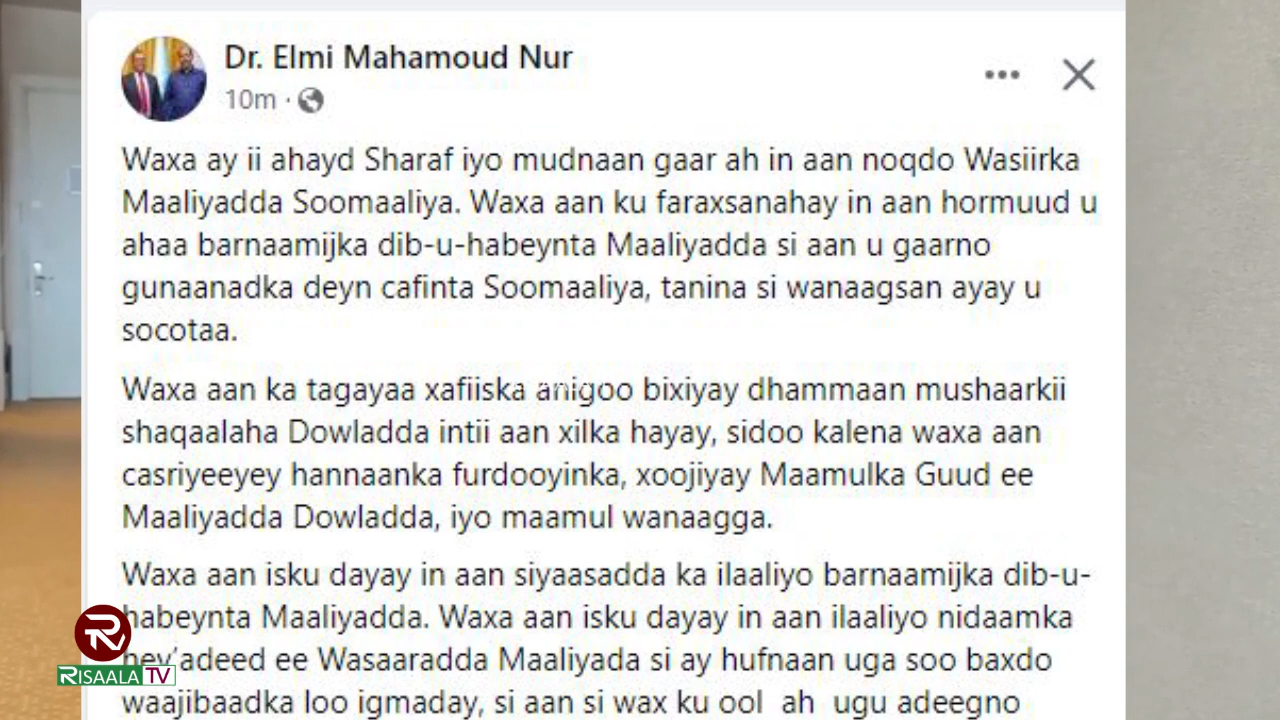 Dr. Elmi Mahamoud Nur
10m ·
Waxa ay ii ahayd Sharaf iyo mudnaan gaar ah in aan noqdo Wasiirka
Maaliyadda Soomaaliya. Waxa aan ku faraxsanahay in aan hormuud u
ahaa barnaamijka dib-u-habeynta Maaliyadda si aan u gaarno
gunaanadka deyn cafinta Soomaaliya, tanina si wanaagsan ayay u
socotaa.
Waxa aan ka tagayaa xafiiska anigoo bixiyay dhammaan mushaarkii
shaqaalaha Dowladda intii aan xilka hayay, sidoo kalena waxa aan
casriyeeyey hannaanka furdooyinka, xoojiyay Maamulka Guud ee
Maaliyadda Dowladda, iyo maamul wanaagga.
Waxa aan isku dayay in aan siyaasadda ka ilaaliyo barnaamijka dib-u-
habeynta Maaliyadda. Waxa aan isku dayay in aan ilaaliyo nidaamka
hey'adeed ee Wasaaradda Maaliyada si ay hufnaan uga soo baxdo
waajibaadka loo igmaday, si aan si wax ku ool ah ugu adeegno
RISAALA TV